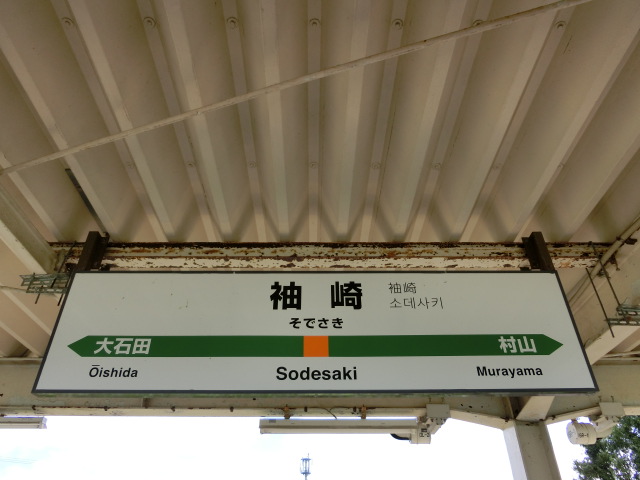 袖崎
袖崎
소데사키
そでさき
大石田
村山
Ōishida
Sodesaki
Murayama